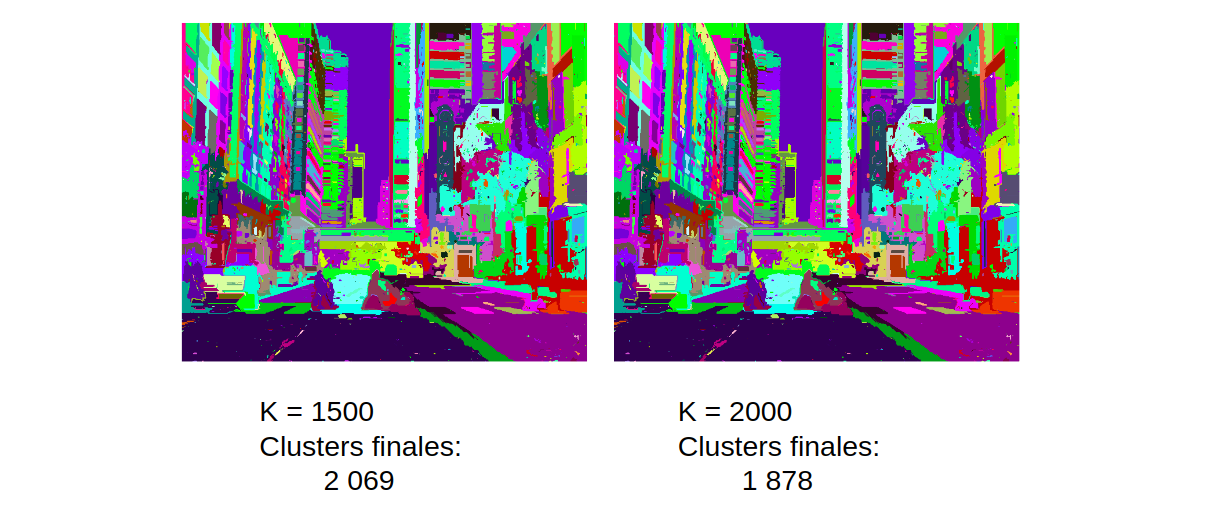 K = 1500
Clusters finales:
2 069
K = 2000
Clusters finales:
1 878